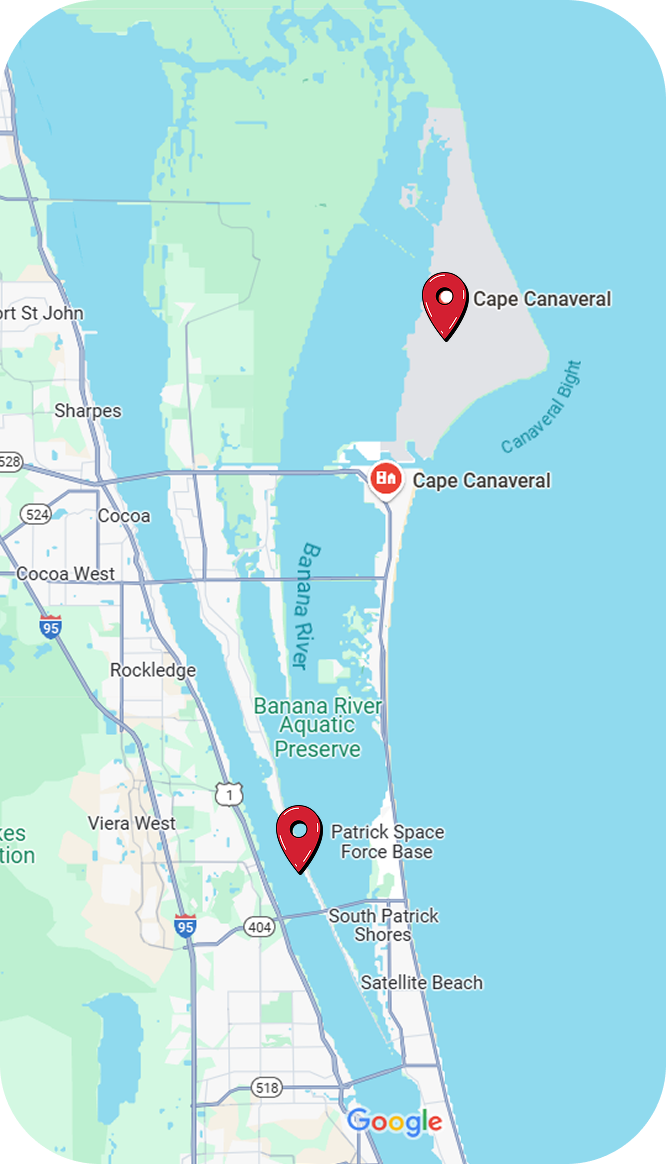 Cape Canaveral
ort St John
Canaveral Bight
Sharpes
528
Cape Canaveral
524
Cocoa
Banana River
Cocoa West
95
Rockledge
Banana River
Aquatic
Preserve
1
Viera West
Patrick Space
Force Base
kes
tion
South Patrick
Shores
95
404
Satellite Beach
518
Google